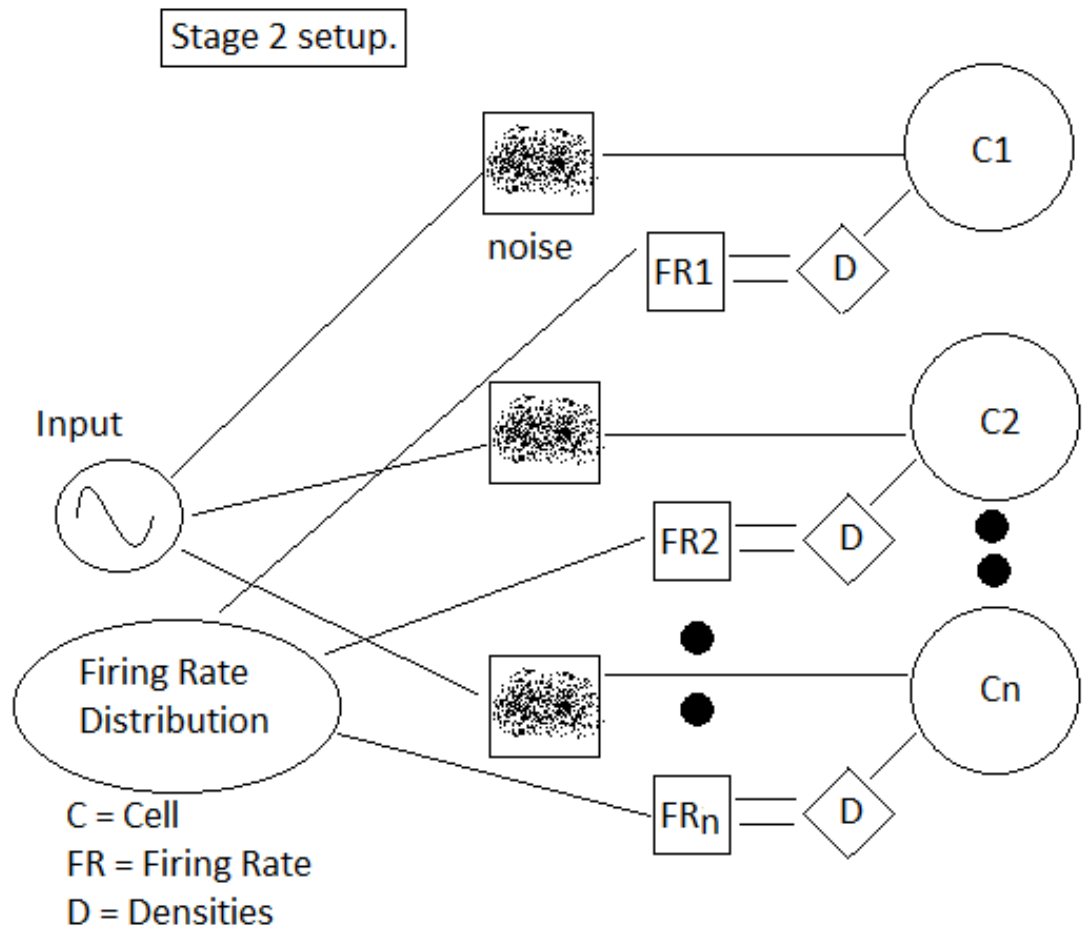 Stage 2 setup.
C1
noise
FR1
D
Input
C2
FR2
D
Firing Rate
Distribution
Cn
FRn
D
C = Cell
FR = Firing Rate
D = Densities